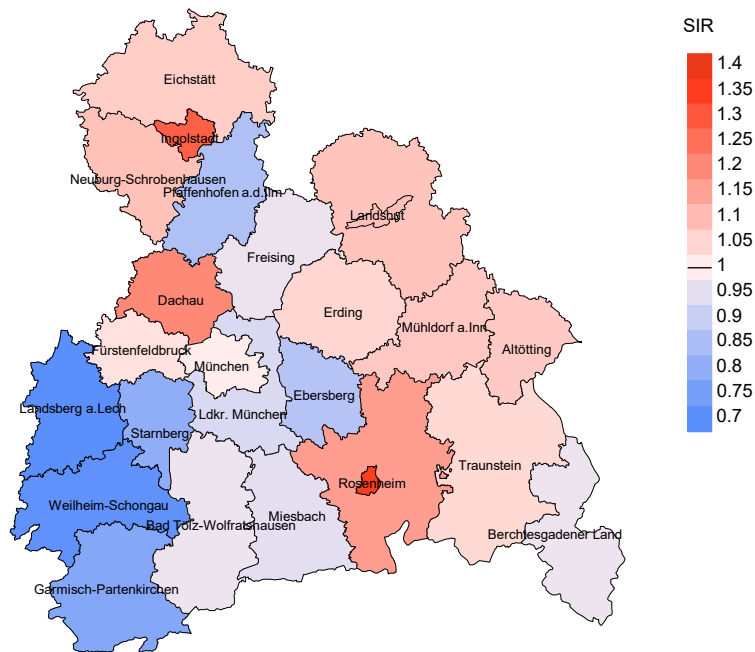 SIR
1.4
1.35
1.3
1.25
1.2
1.15
1.1
1.05
1
0.95
0.9
0.85
0.8
0.75
0.7
Eichstätt
Ingolstadt
Neuburg-Schrobenhausen
Pfaffenhofen a.d.Ilm
Landshut
Freising
Dachau
Erding
Mühldorf a.Inn
Altötting
Fürstenfeldbruck
München
Landsberg a.Lech
Ldkr. München
Ebersberg
Starnberg
Traunstein
Rosenheim
Weilheim-Schongau
Miesbach
Bad Tölz-Wolfratshausen
Berchtesgadener Land
Garmisch-Partenkirchen